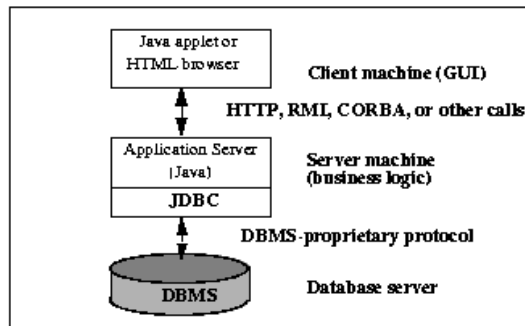 Java applet or
HTML browser
Client machine (GUI)
HTTP, RMI, CORBA, or other calls
Application Server
(Java)
JDBC
Server machine
(business logic)
DBMS-proprietary protocol
DBMS
Database server